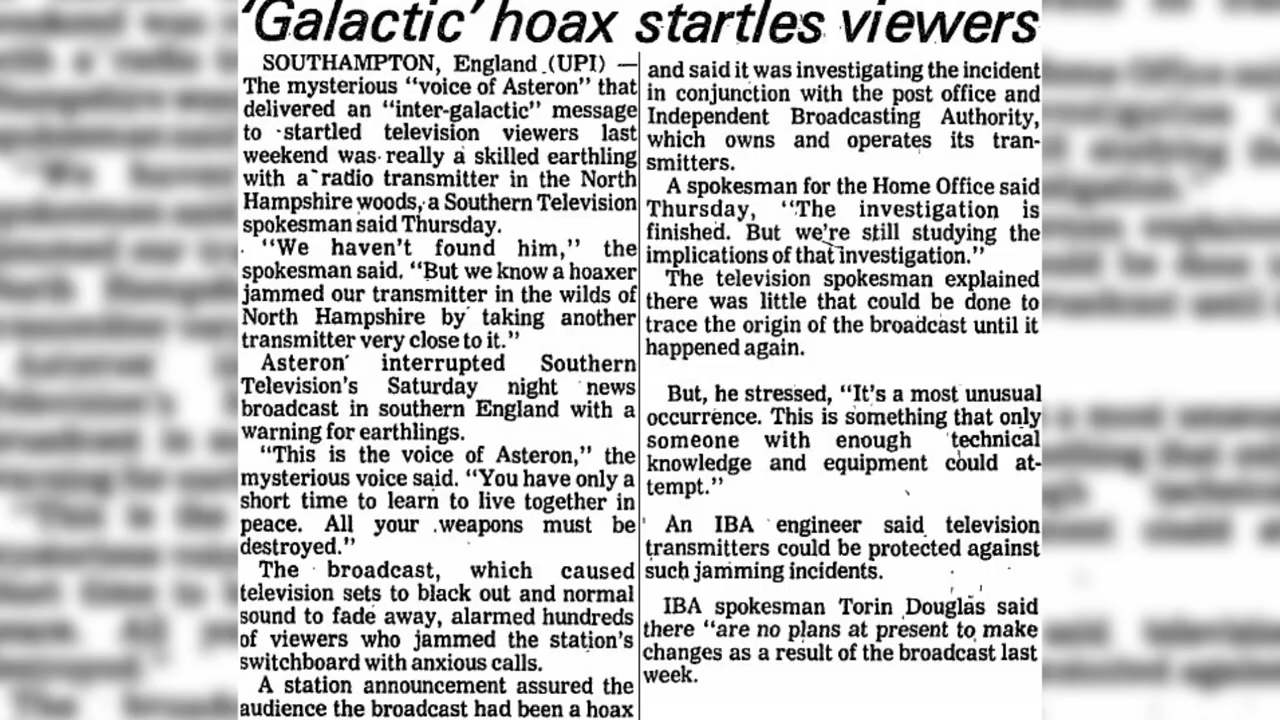 'Galactic' hoax startles viewers
SOUTHAMPTON, England (UPI) —
The mysterious "voice of Asteron" that
delivered an "inter-galactic" message
to startled television viewers last
weekend was really a skilled earthling
with a radio transmitter in the North
Hampshire woods, a Southern Television
spokesman said Thursday.
"We haven't found him," the
spokesman said. "But we know a hoaxer
jammed our transmitter in the wilds of
North Hampshire by taking another
transmitter very close to it."
Asteron interrupted Southern
Television's Saturday night news
broadcast in southern England with a
warning for earthlings.
"This is the voice of Asteron," the
mysterious voice said. "You have only a
short time to learn to live together in
peace. All your weapons must be
destroyed."
The broadcast, which caused
television sets to black out and normal
sound to fade away, alarmed hundreds
of viewers who jammed the station's
switchboard with anxious calls.
A station announcement assured the
audience the broadcast had been a hoax
and said it was investigating the incident
in conjunction with the post office and
Independent Broadcasting Authority,
which owns and operates its tran-
smitters.
A spokesman for the Home Office said
Thursday, "The investigation is
finished. But we're still studying the
implications of that investigation."
The television spokesman explained
there was little that could be done to
trace the origin of the broadcast until it
happened again.
But, he stressed, "It's a most unusual
occurrence. This is something that only
someone with enough technical
knowledge and equipment could at-
tempt."
An IBA engineer said television
transmitters could be protected against
such jamming incidents.
IBA spokesman Torin Douglas said
there "are no plans at present to make
changes as a result of the broadcast last
week.